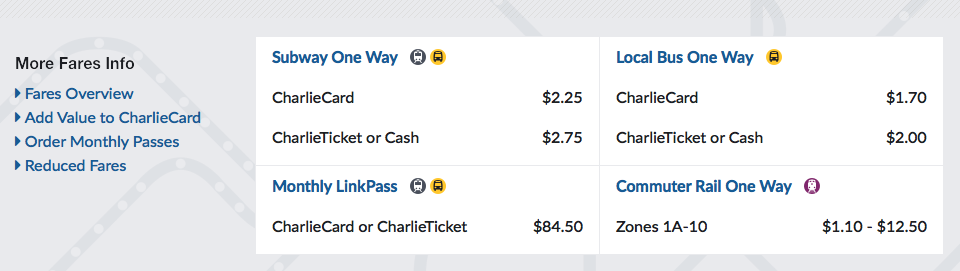 More Fares Info
Fares Overview
Add Value to CharlieCard
Order Monthly Passes
Reduced Fares
Subway One Way
CharlieCard $2.25
CharlieTicket or Cash $2.75
Local Bus One Way
CharlieCard $1.70
CharlieTicket or Cash $2.00
Monthly LinkPass
CharlieCard or CharlieTicket $84.50
Commuter Rail One Way
Zones 1A-10 $1.10 - $12.50